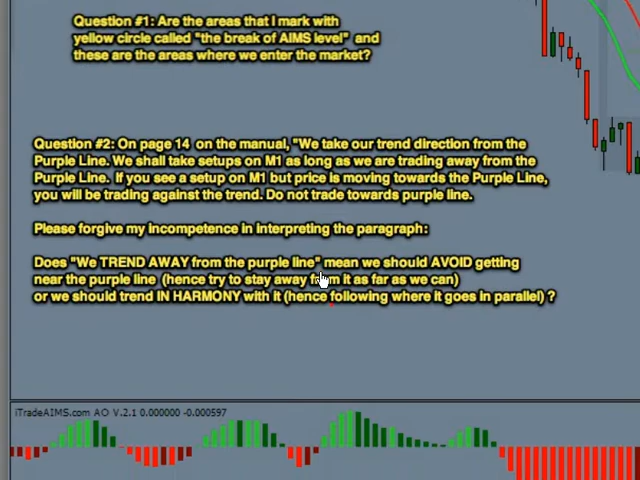 Question #1: Are the areas that I mark with
yellow circle called "the break of AIMS level" and
these are the areas where we enter the market?
Question #2: On page 14 on the manual, "We take our trend direction from the
Purple Line. We shall take setups on M1 as long as we are trading away from the
Purple Line. If you see a setup on M1 but price is moving towards the Purple Line,
you will be trading against the trend. Do not trade towards purple line.
Please forgive my incompetence in interpreting the paragraph:
Does "We TREND AWAY from the purple line" mean we should AVOID getting
near the purple line (hence try to stay away from it as far as we can)
or we should trend IN HARMONY with it (hence following where it goes in parallel) ?
iTradeAIMS.com AO V.2.1 0.000000 -0.000597